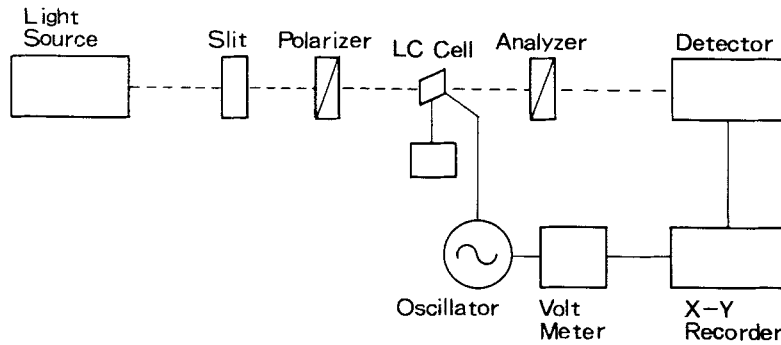 Light
Source
Slit
Polarizer
LC Cell
Analyzer
Detector
Oscillator
Volt
Meter
X-Y
Recorder